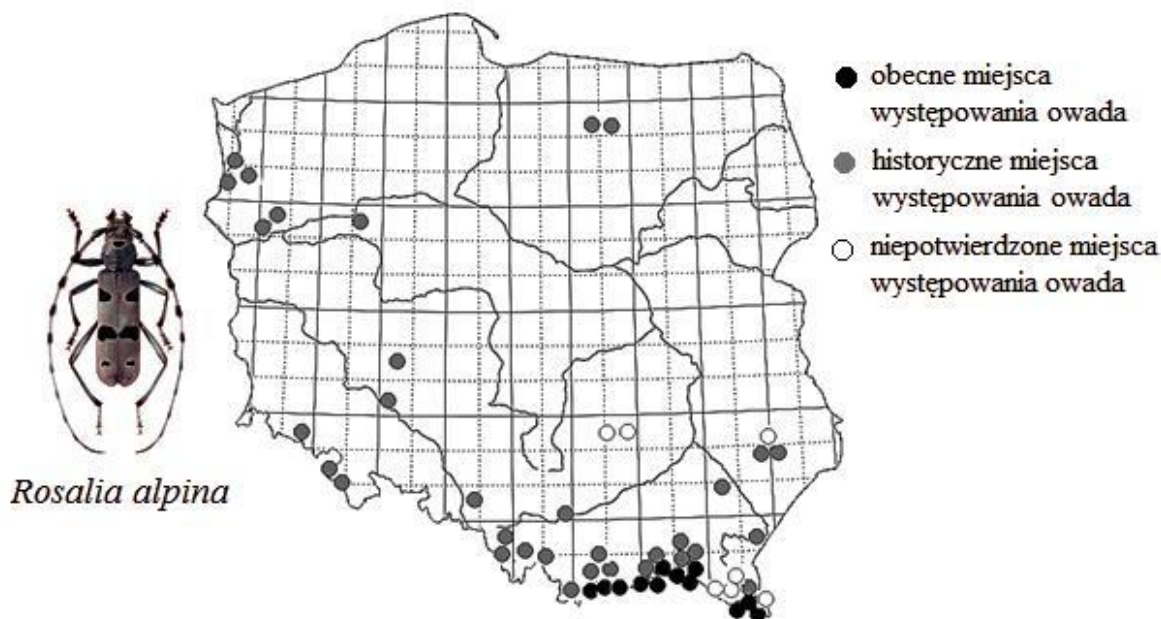 obecne miejsca
występowania owada
historyczne miejsca
występowania owada
niepotwierdzone miejsca
występowania owada
Rosalia alpina